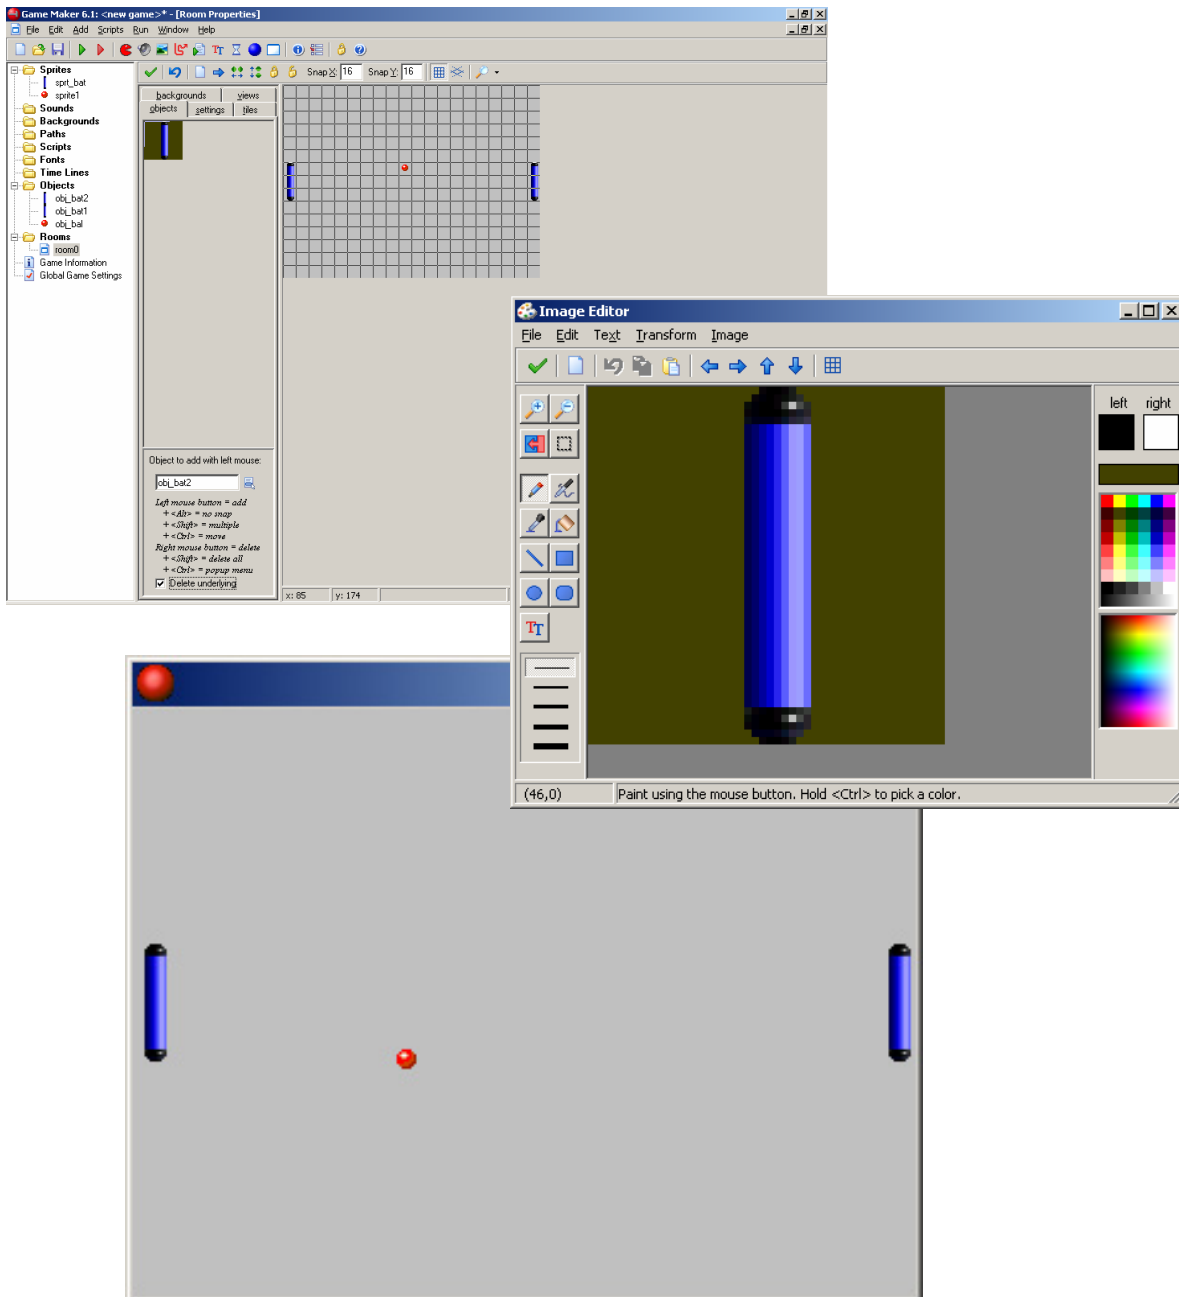 Game Maker 6.1: <new game>* - [Room Properties]
File Edit Add Scripts Run Window Help
Snap X: 16 Snap Y: 16
Sprites
sprt_bat
sprite1
Sounds
Backgrounds
Paths
Scripts
Fonts
Time Lines
Objects
obj_bat2
obj_bat1
obj_bal
Rooms
room0
Game Information
Global Game Settings
backgrounds views
objects settings tiles
Object to add with left mouse:
obj_bat2
Left mouse button = add
+ <Alt> = no snap
+ <Shift> = multiple
+ <Ctrl> = move
Right mouse button = delete
+ <Shift> = delete all
+ <Ctrl> = popup menu
Delete underlying
x: 85 y: 174
Image Editor
File Edit Text Transform Image
left right
TT
(46,0) Paint using the mouse button. Hold <Ctrl> to pick a color.